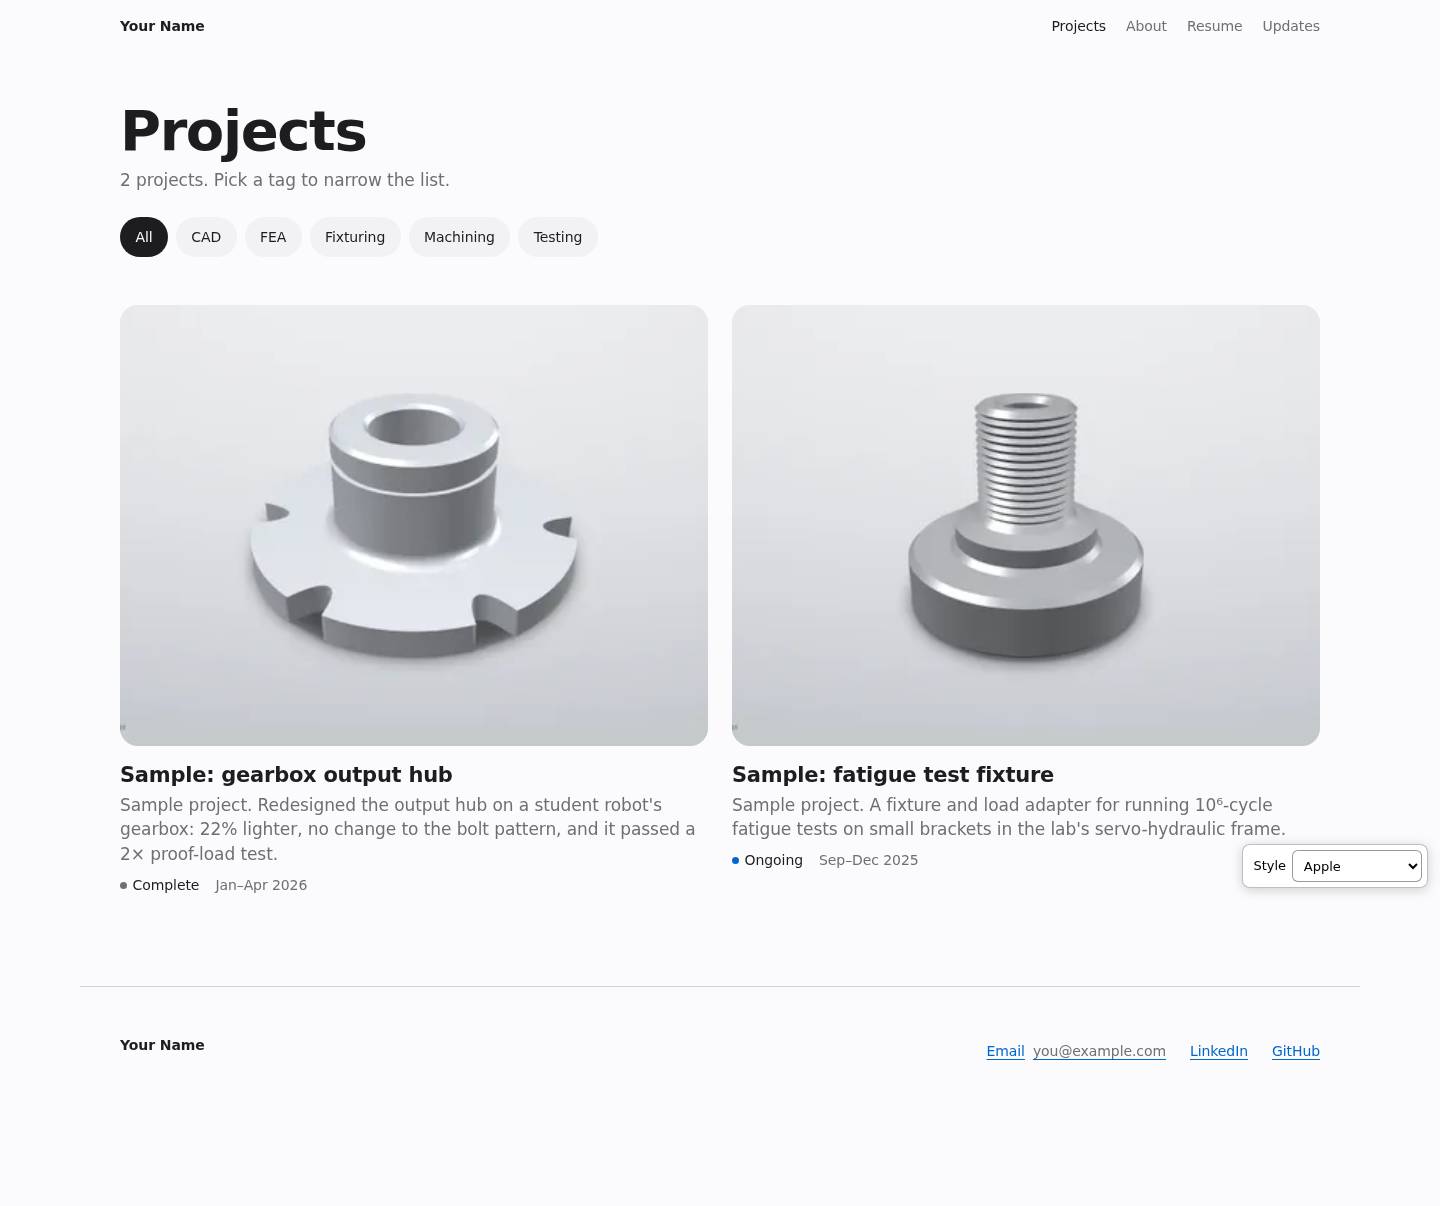 Your Name
Projects About Resume Updates
Projects
2 projects. Pick a tag to narrow the list.
All CAD FEA Fixturing Machining Testing
Sample: gearbox output hub
Sample project. Redesigned the output hub on a student robot's
gearbox: 22% lighter, no change to the bolt pattern, and it passed a
2× proof-load test.
Complete Jan–Apr 2026
Sample: fatigue test fixture
Sample project. A fixture and load adapter for running 10⁶-cycle
fatigue tests on small brackets in the lab's servo-hydraulic frame.
Ongoing Sep–Dec 2025
Style Apple
Your Name
Email you@example.com LinkedIn GitHub